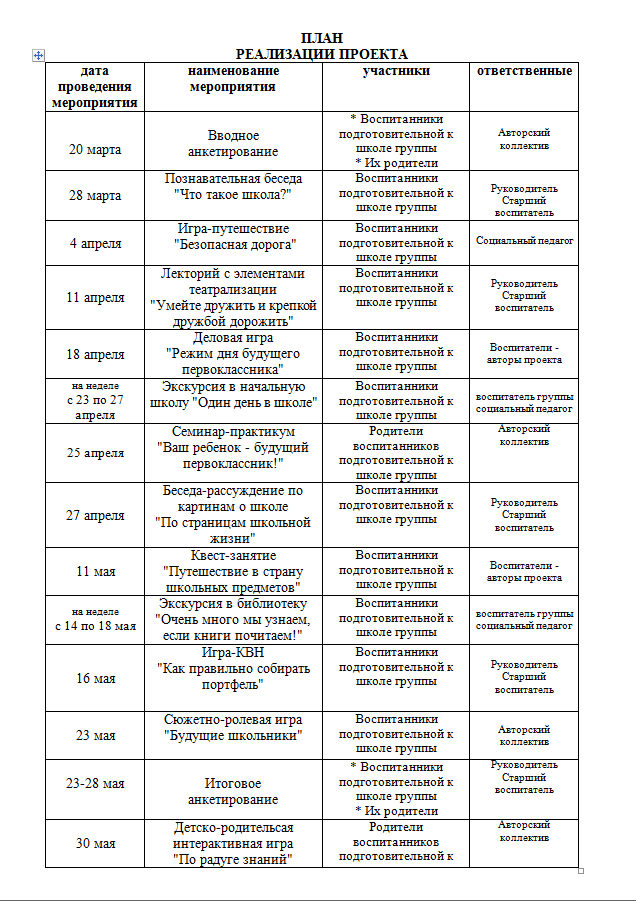 ПЛАН
РЕАЛИЗАЦИИ ПРОЕКТА
дата
проведения
мероприятия
наименование
мероприятия
участники
ответственные
20 марта
Вводное
анкетирование
* Воспитанники
подготовительной к
школе группы
* Их родители
Авторский
коллектив
28 марта
Познавательная беседа
"Что такое школа?"
Воспитанники
подготовительной к
школе группы
Руководитель
Старший
воспитатель
4 апреля
Игра-путешествие
"Безопасная дорога"
Воспитанники
подготовительной к
школе группы
Социальный педагог
11 апреля
Лекторий с элементами
театрализации
"Умейте дружить и крепкой
дружбой дорожить"
Воспитанники
подготовительной к
школе группы
Руководитель
Старший
воспитатель
18 апреля
Деловая игра
"Режим дня будущего
первоклассника"
Воспитанники
подготовительной к
школе группы
Воспитатели -
авторы проекта
на неделе
с 23 по 27
апреля
Экскурсия в начальную
школу "Один день в школе"
Воспитанники
подготовительной к
школе группы
воспитатель группы
социальный педагог
25 апреля
Семинар-практикум
"Ваш ребенок - будущий
первоклассник!"
Родители
воспитанников
подготовительной к
школе группы
Авторский
коллектив
27 апреля
Беседа-рассуждение по
картинам о школе
"По страницам школьной
жизни"
Воспитанники
подготовительной к
школе группы
Руководитель
Старший
воспитатель
11 мая
Квест-занятие
"Путешествие в страну
школьных предметов"
Воспитанники
подготовительной к
школе группы
Воспитатели -
авторы проекта
на неделе
с 14 по 18 мая
Экскурсия в библиотеку
"Очень много мы узнаем,
если книги почитаем!"
Воспитанники
подготовительной к
школе группы
воспитатель группы
социальный педагог
16 мая
Игра-КВН
"Как правильно собирать
портфель"
Воспитанники
подготовительной к
школе группы
Руководитель
Старший
воспитатель
23 мая
Сюжетно-ролевая игра
"Будущие школьники"
Воспитанники
подготовительной к
школе группы
Авторский
коллектив
23-28 мая
Итоговое
анкетирование
* Воспитанники
подготовительной к
школе группы
* Их родители
Руководитель
Старший
воспитатель
30 мая
Детско-родительсая
интерактивная игра
"По радуге знаний"
Родители
воспитанников
подготовительной к
Авторский
коллектив